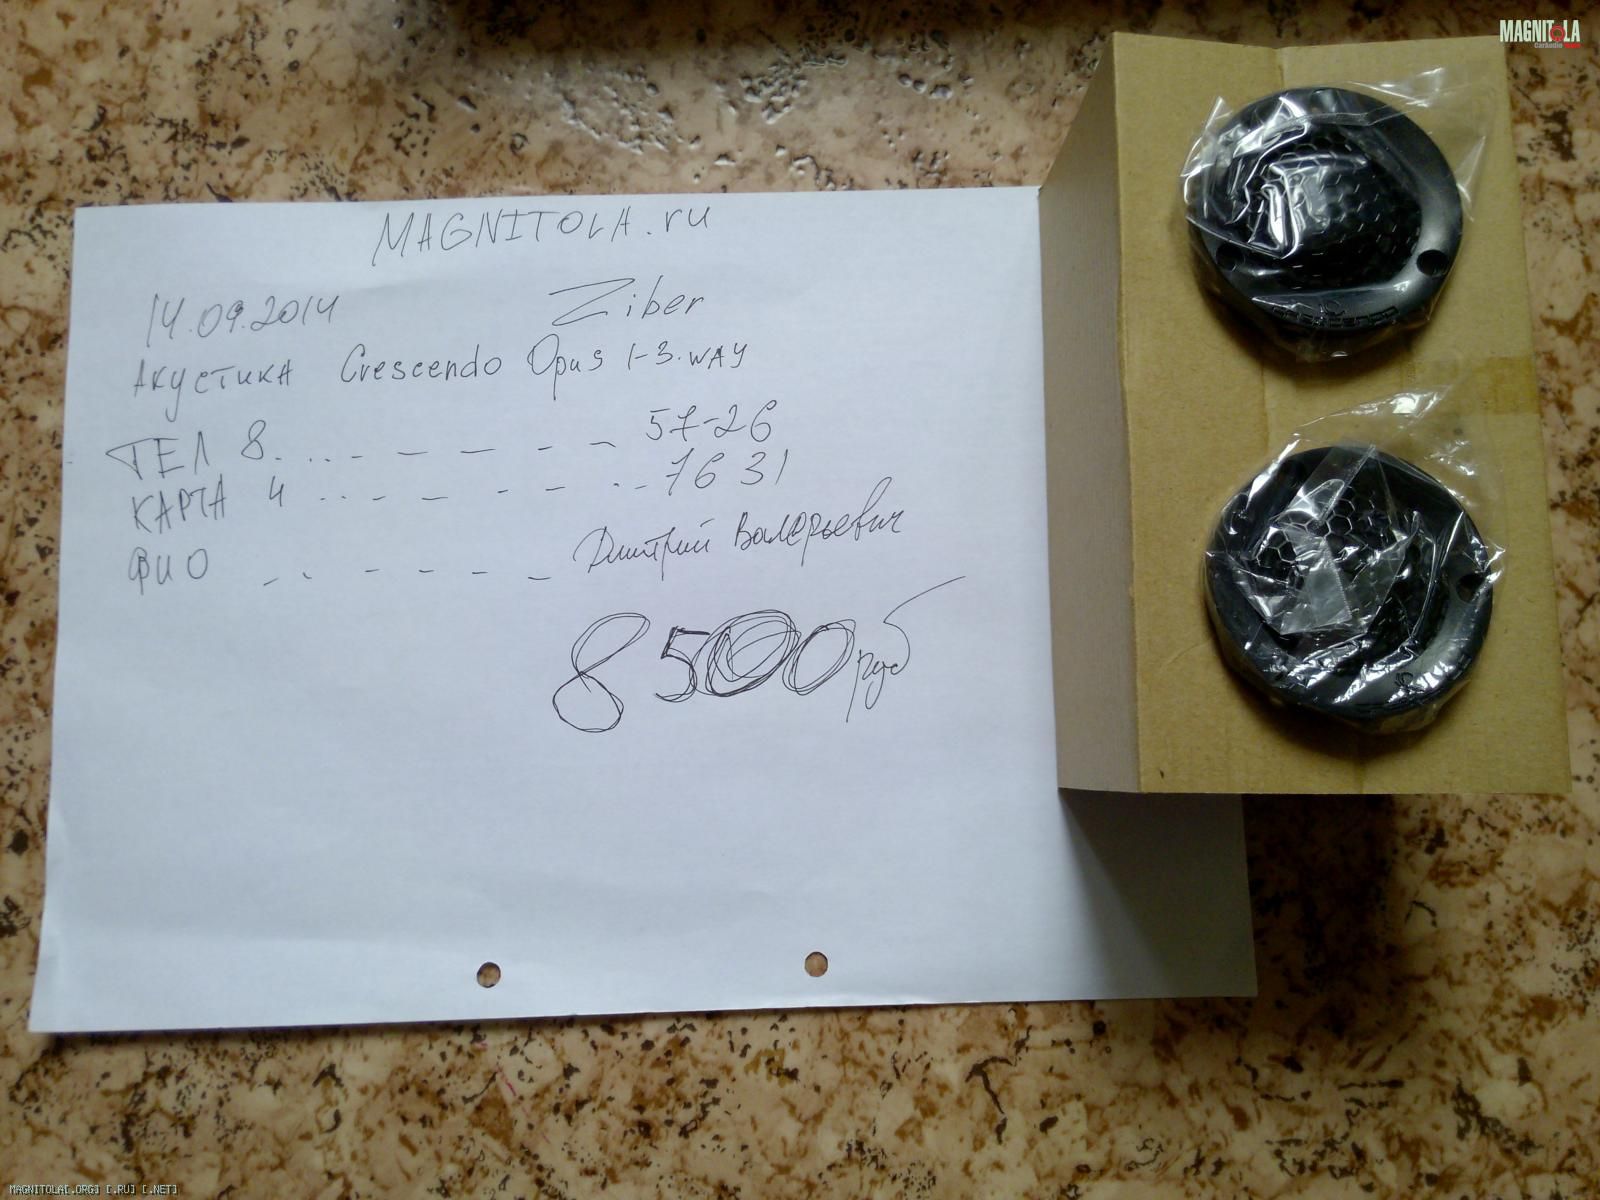 MAGNITOLA
CarAudio
MAGNITOLA.ru
14.09.2014 Ziber
Акустика Crescendo Opus 1-3.WAY
ТЕЛ 8. . . . - - - - - - 57-26
КАРТА 4 . . . - - - - - . . - 7631
ФИО - - - - - - - Дмитрий Валерьевич
8500 руб
MAGNITOLA[.ORG] [.RU] [.NET]